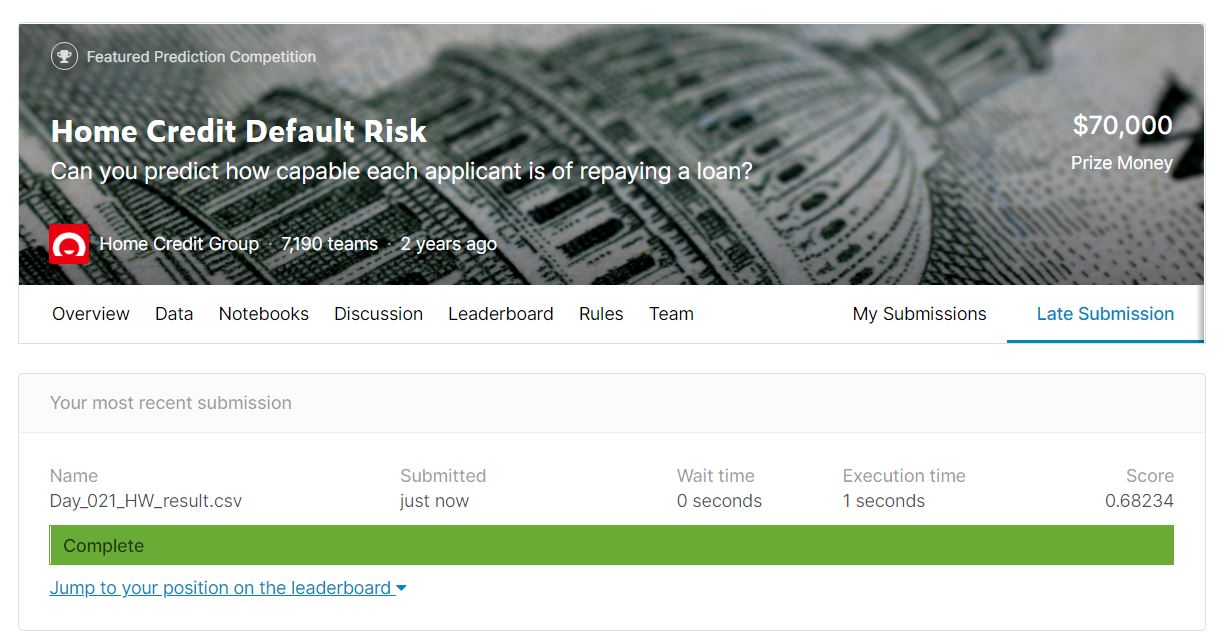 Featured Prediction Competition
Home Credit Default Risk
$70,000
Can you predict how capable each applicant is of repaying a loan?
Prize Money
Home Credit Group · 7,190 teams · 2 years ago
Overview Data Notebooks Discussion Leaderboard Rules Team My Submissions Late Submission
Your most recent submission
Name Submitted Wait time Execution time Score
Day_021_HW_result.csv just now 0 seconds 1 seconds 0.68234
Complete
Jump to your position on the leaderboard